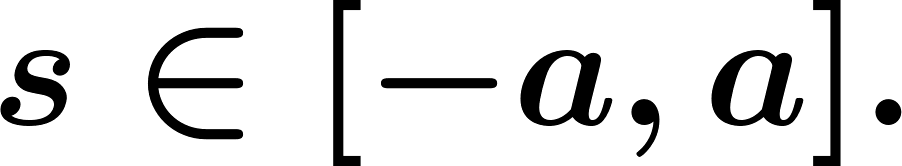 s ∈ [−a, a].